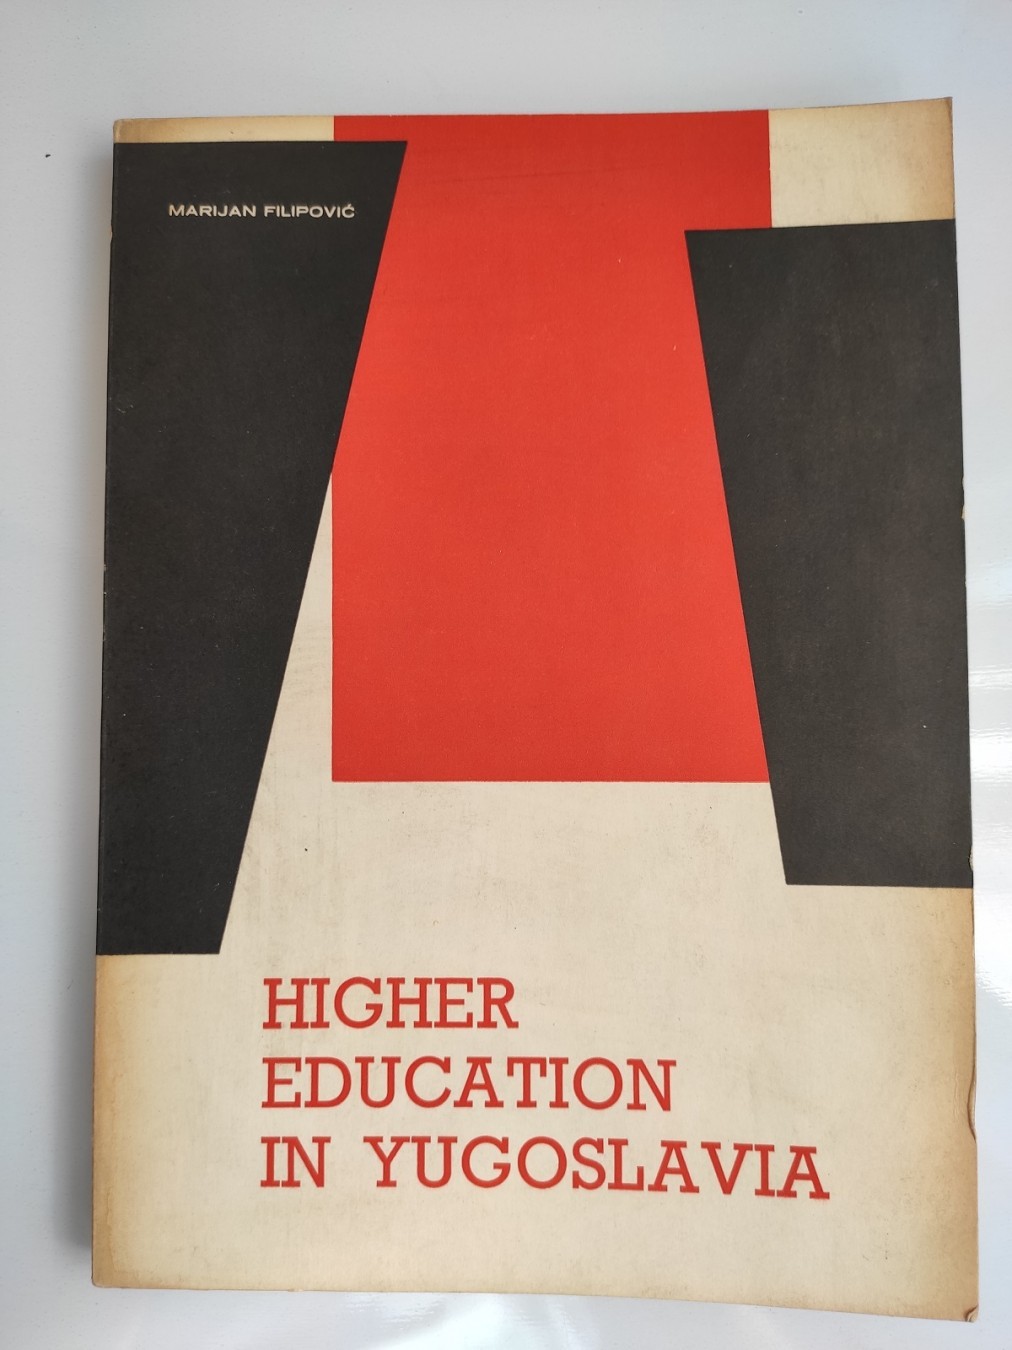 MARIJAN FILIPOVIĆ
HIGHER
EDUCATION
IN YUGOSLAVIA